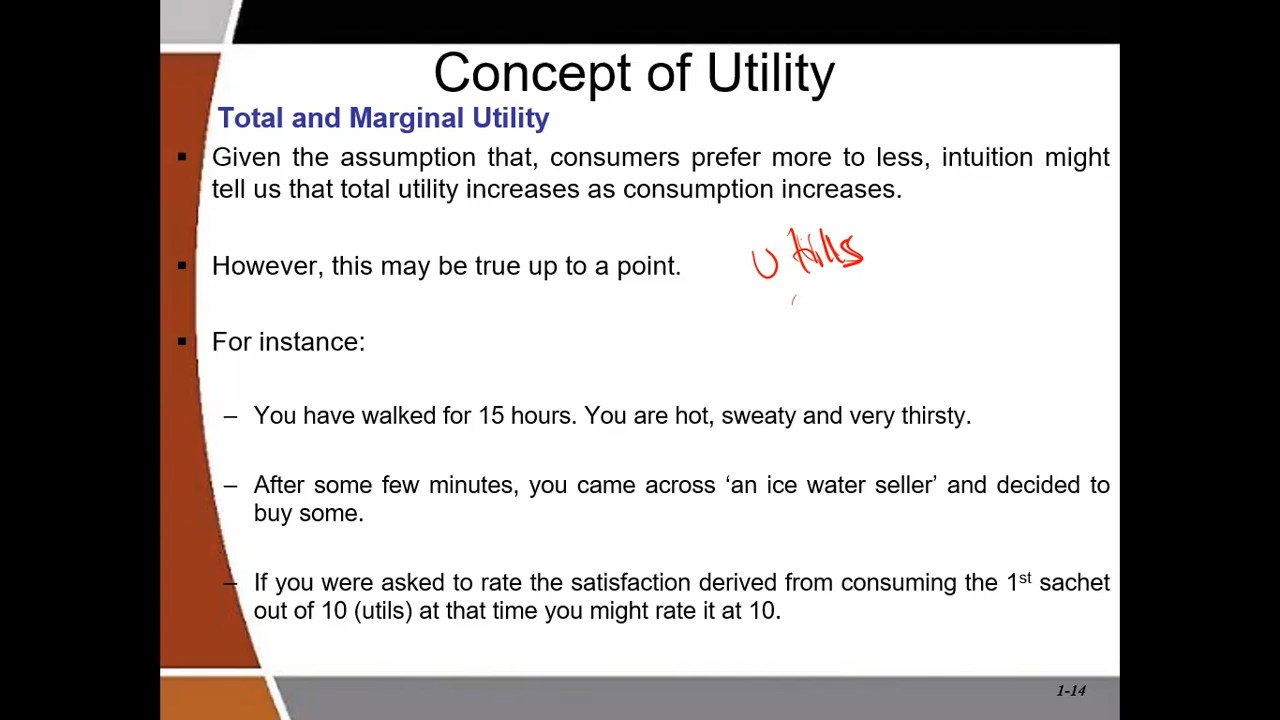 Concept of Utility
Total and Marginal Utility
▪ Given the assumption that, consumers prefer more to less, intuition might
tell us that total utility increases as consumption increases.
▪ However, this may be true up to a point.
Utills
▪ For instance:
– You have walked for 15 hours. You are hot, sweaty and very thirsty.
– After some few minutes, you came across ‘an ice water seller’ and decided to
buy some.
– If you were asked to rate the satisfaction derived from consuming the 1st sachet
out of 10 (utils) at that time you might rate it at 10.
1-14